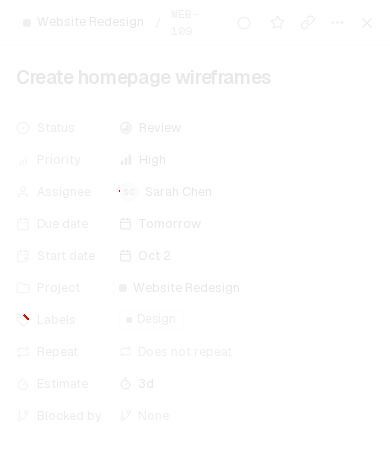 Website Redesign / WEB-109
Create homepage wireframes
Status Review
Priority High
Assignee SC Sarah Chen
Due date Tomorrow
Start date Oct 2
Project Website Redesign
Labels Design
Repeat Does not repeat
Estimate 3d
Blocked by None